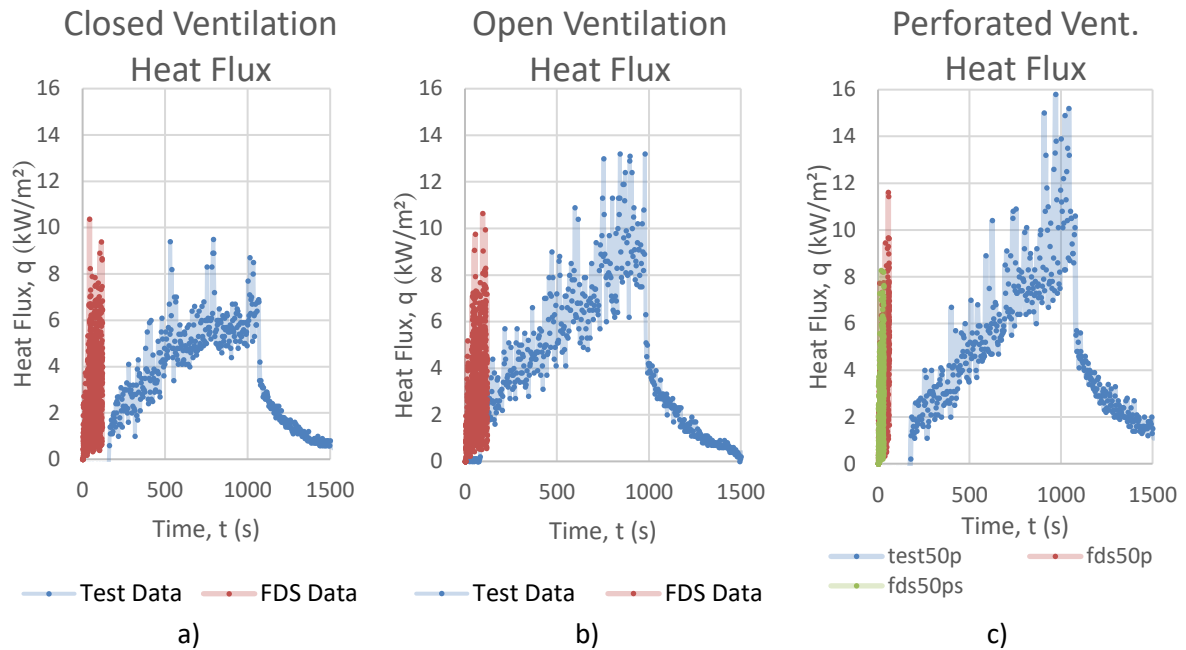 Closed Ventilation
Heat Flux
16
14
12
10
8
6
4
2
0
Heat Flux, q (kW/m²)
0 500 1000 1500
Time, t (s)
Test Data FDS Data
a)
Open Ventilation
Heat Flux
16
14
12
10
8
6
4
2
0
Heat Flux, q (kW/m²)
0 500 1000 1500
Time, t (s)
Test Data FDS Data
b)
Perforated Vent.
Heat Flux
16
14
12
10
8
6
4
2
0
Heat Flux, q (kW/m²)
0 500 1000 1500
Time, t (s)
test50p fds50p
fds50ps
c)